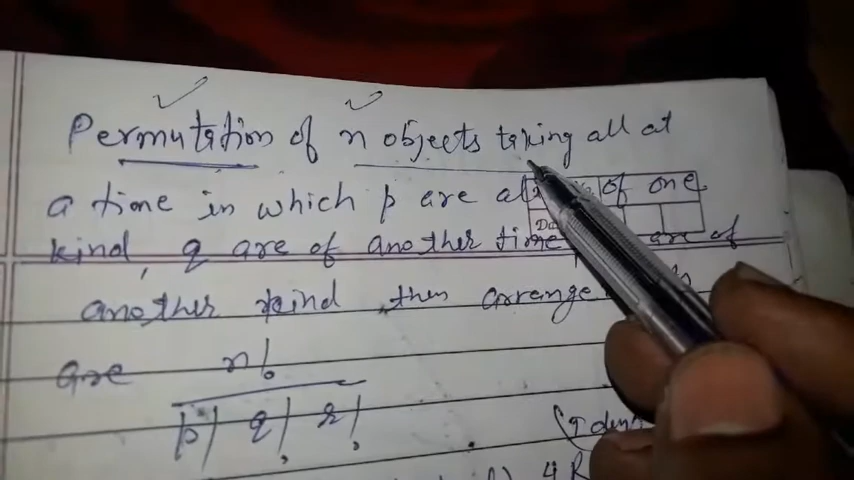 Permutation of n objects taking all at
a time in which p are al of one
kind, q are of another time are of
another kind then arrange
are n!
p! q! r!
4 R